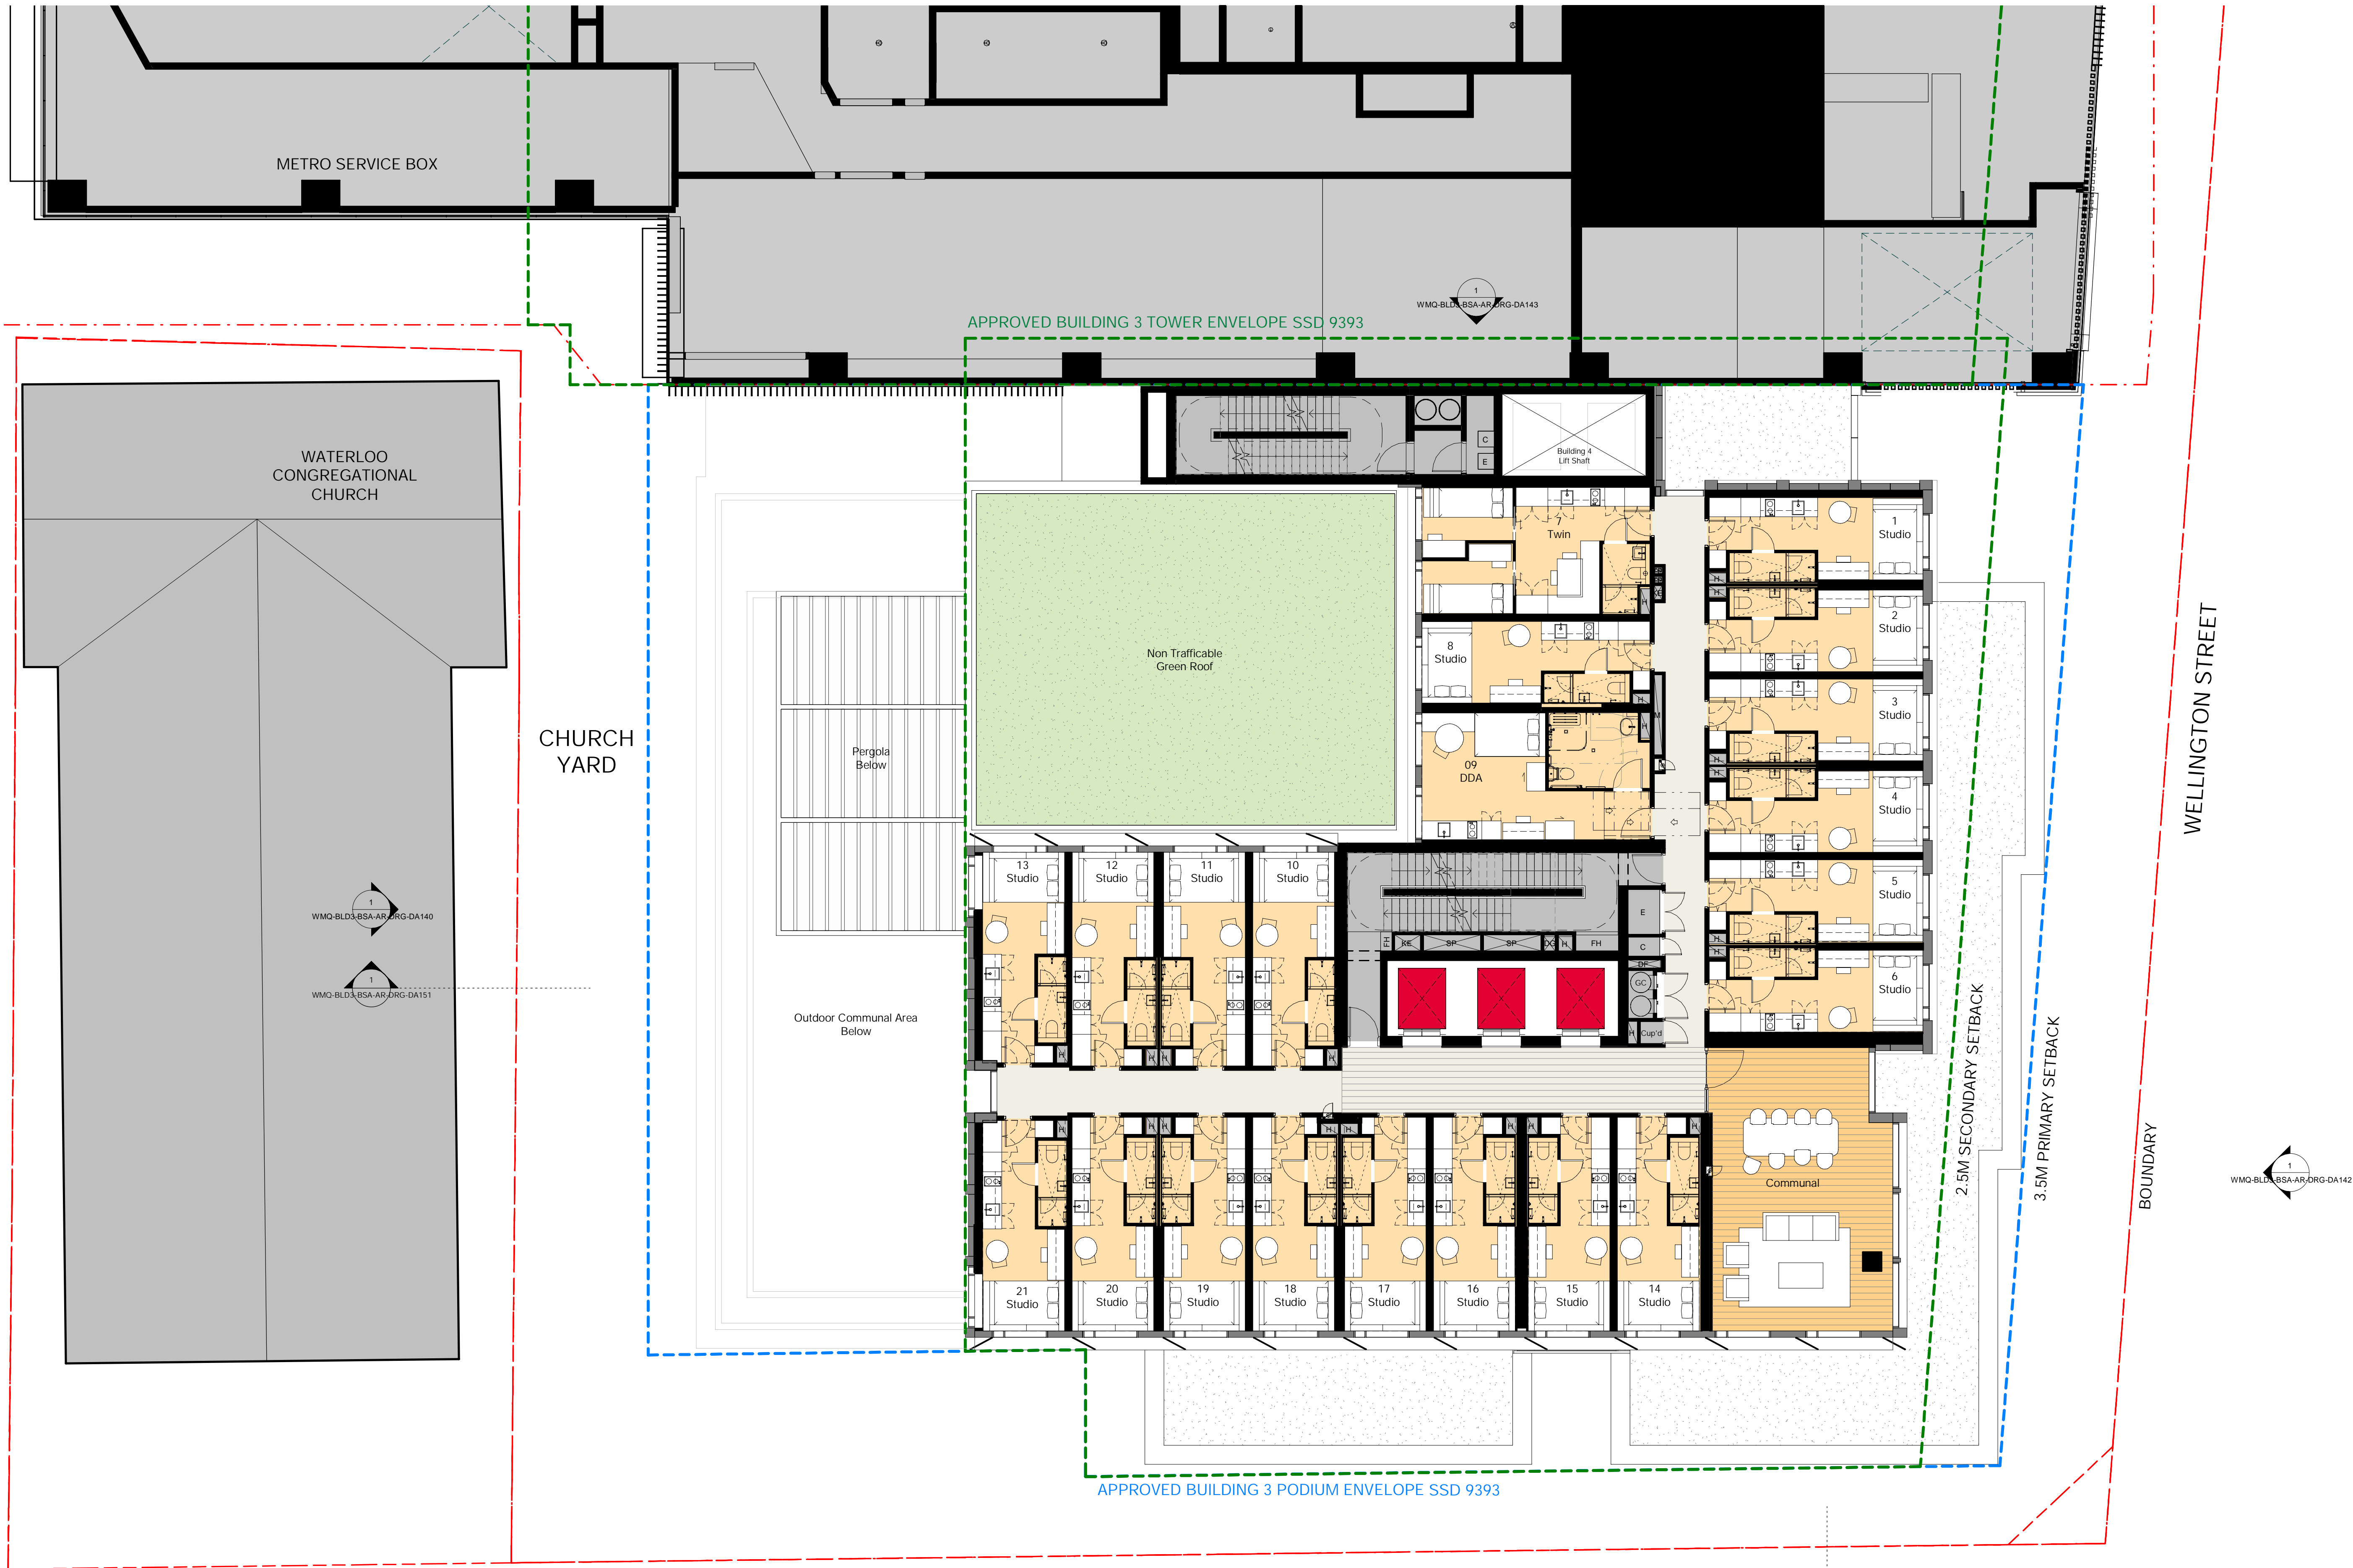 METRO SERVICE BOX
1
WMQ-BLD3-BSA-AR-DRG-DA143
APPROVED BUILDING 3 TOWER ENVELOPE SSD 9393
WATERLOO
CONGREGATIONAL
CHURCH
C
E
Building 4
Lift Shaft
7
Twin
1
Studio
H
H
H
KE
2
Studio
8
Studio
Non Trafficable
Green Roof
H
H
M
3
Studio
CHURCH
YARD
Pergola
Below
09
DDA
H
H
4
Studio
WELLINGTON STREET
13
Studio
12
Studio
11
Studio
10
Studio
5
Studio
1
WMQ-BLD3-BSA-AR-DRG-DA140
E
FH
KE
SP
SP
DG
H
FH
C
DF
H
H
6
Studio
1
WMQ-BLD3-BSA-AR-DRG-DA151
GC
Outdoor Communal Area
Below
H
Cup'd
H
H
H
H
2.5M SECONDARY SETBACK
3.5M PRIMARY SETBACK
BOUNDARY
H
H
H
H
H
H
H
H
Communal
1
WMQ-BLD3-BSA-AR-DRG-DA142
21
Studio
20
Studio
19
Studio
18
Studio
17
Studio
16
Studio
15
Studio
14
Studio
APPROVED BUILDING 3 PODIUM ENVELOPE SSD 9393